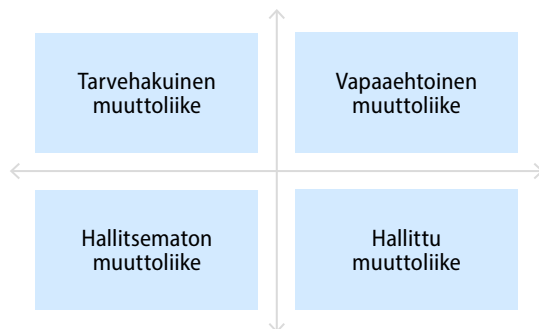 Tarvehakuinen
muuttoliike
Vapaaehtoinen
muuttoliike
Hallitsematon
muuttoliike
Hallittu
muuttoliike